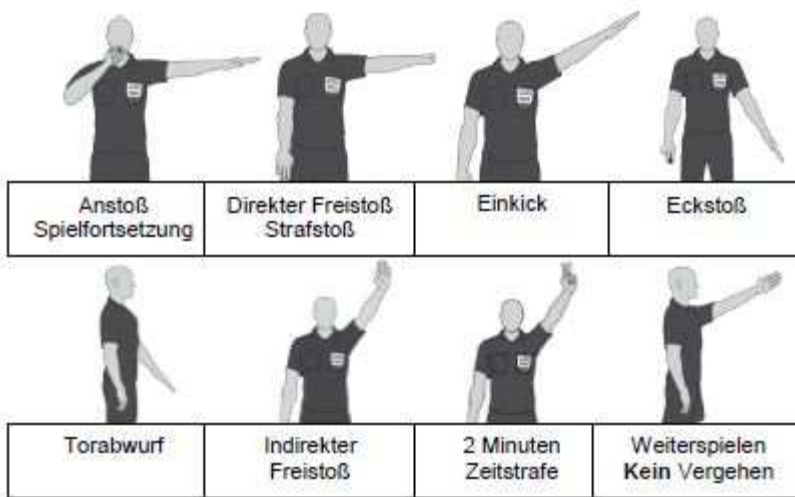 Anstoß
Spielfortsetzung
Direkter Freistoß
Strafstoß
Einkick
Eckstoß
Torabwurf
Indirekter
Freistoß
2 Minuten
Zeitstrafe
Weiterspielen
Kein Vergehen